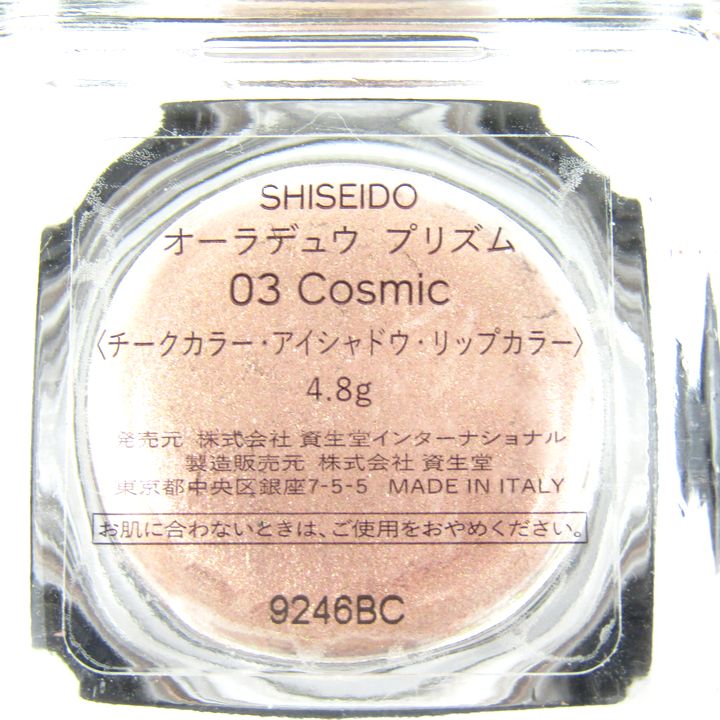 SHISEIDO
オーラデュウ プリズム
03 Cosmic
〈チークカラー・アイシャドウ・リップカラー〉
4.8g
発売元 株式会社 資生堂インターナショナル
製造販売元 株式会社 資生堂
東京都中央区銀座7-5-5 MADE IN ITALY
お肌に合わないときは、ご使用をおやめください。
9246BC